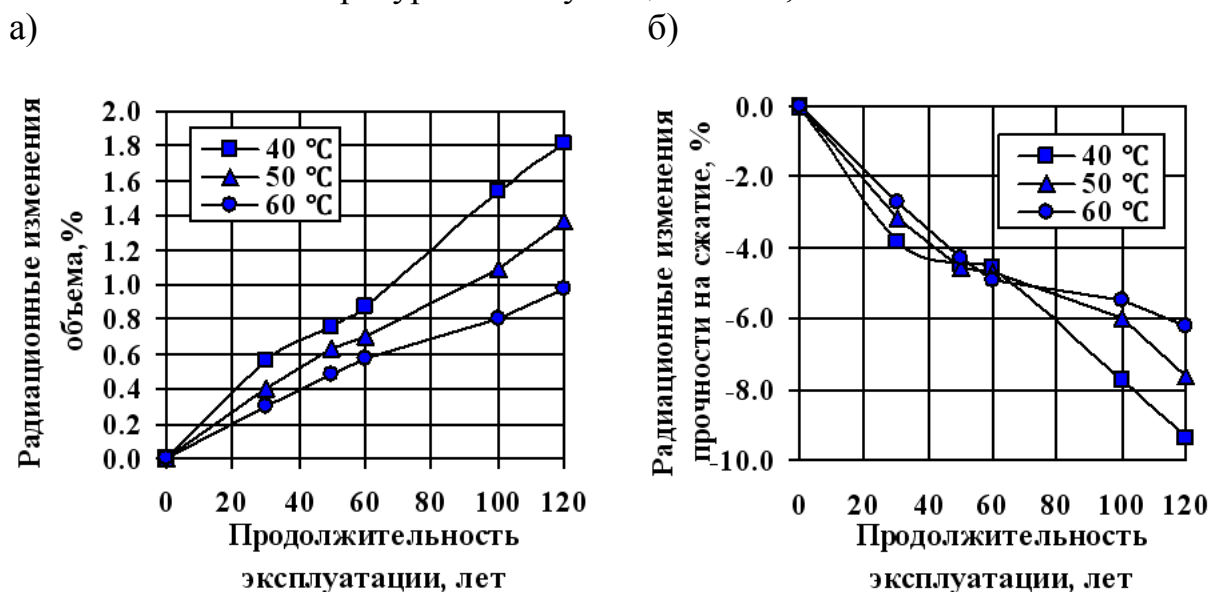 а)
б)
Радиационные изменения
объема,%
2.0
1.8
1.6
1.4
1.2
1.0
0.8
0.6
0.4
0.2
0.0
40 °C
50 °C
60 °C
0 20 40 60 80 100 120
Продолжительность
эксплуатации, лет
Радиационные изменения
прочности на сжатие, %
0.0
-2.0
-4.0
-6.0
-8.0
-10.0
40 °C
50 °C
60 °C
0 20 40 60 80 100 120
Продолжительность
эксплуатации, лет